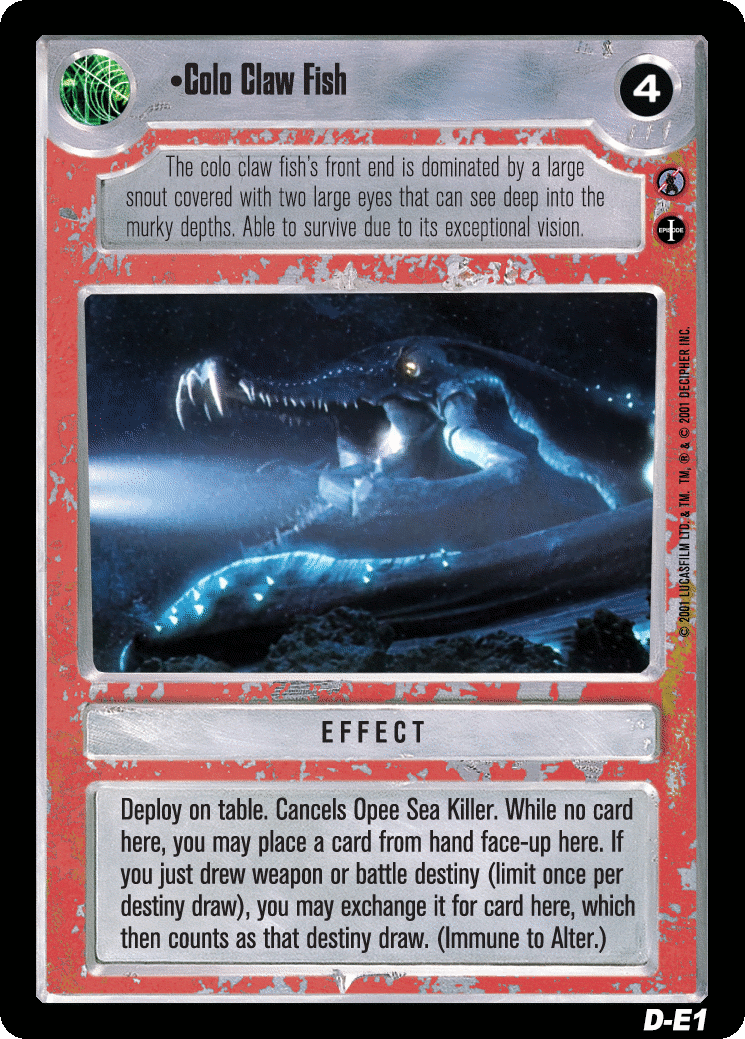 •Colo Claw Fish
4
The colo claw fish's front end is dominated by a large
snout covered with two large eyes that can see deep into the
murky depths. Able to survive due to its exceptional vision.
EPISODE
I
© 2001 LUCASFILM LTD. & TM. TM, ® & © 2001 DECIPHER INC.
EFFECT
Deploy on table. Cancels Opee Sea Killer. While no card
here, you may place a card from hand face-up here. If
you just drew weapon or battle destiny (limit once per
destiny draw), you may exchange it for card here, which
then counts as that destiny draw. (Immune to Alter.)
D-E1